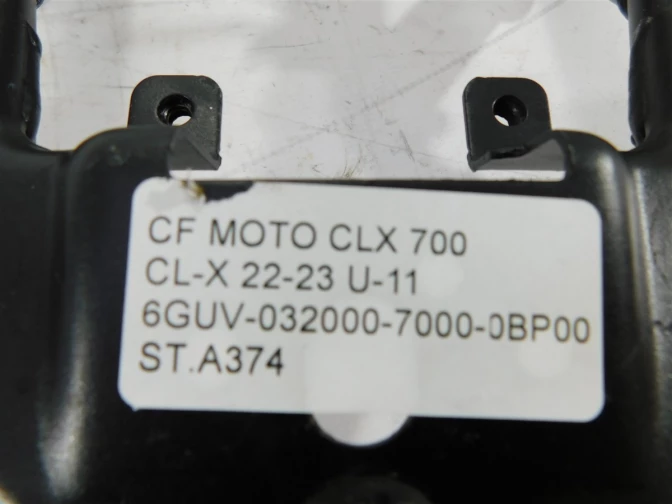 CF MOTO CLX 700
CL-X 22-23 U-11
6GUV-032000-7000-0BP00
ST.A374